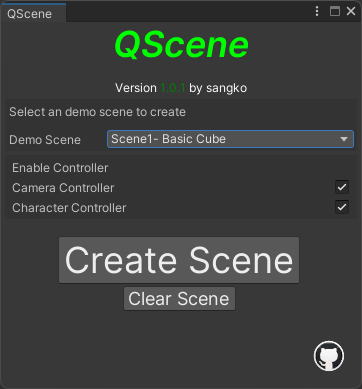 QScene
QScene
Version 1.0.1 by sangko
Select an demo scene to create
Demo Scene Scene1- Basic Cube
Enable Controller
Camera Controller
Character Controller
Create Scene
Clear Scene